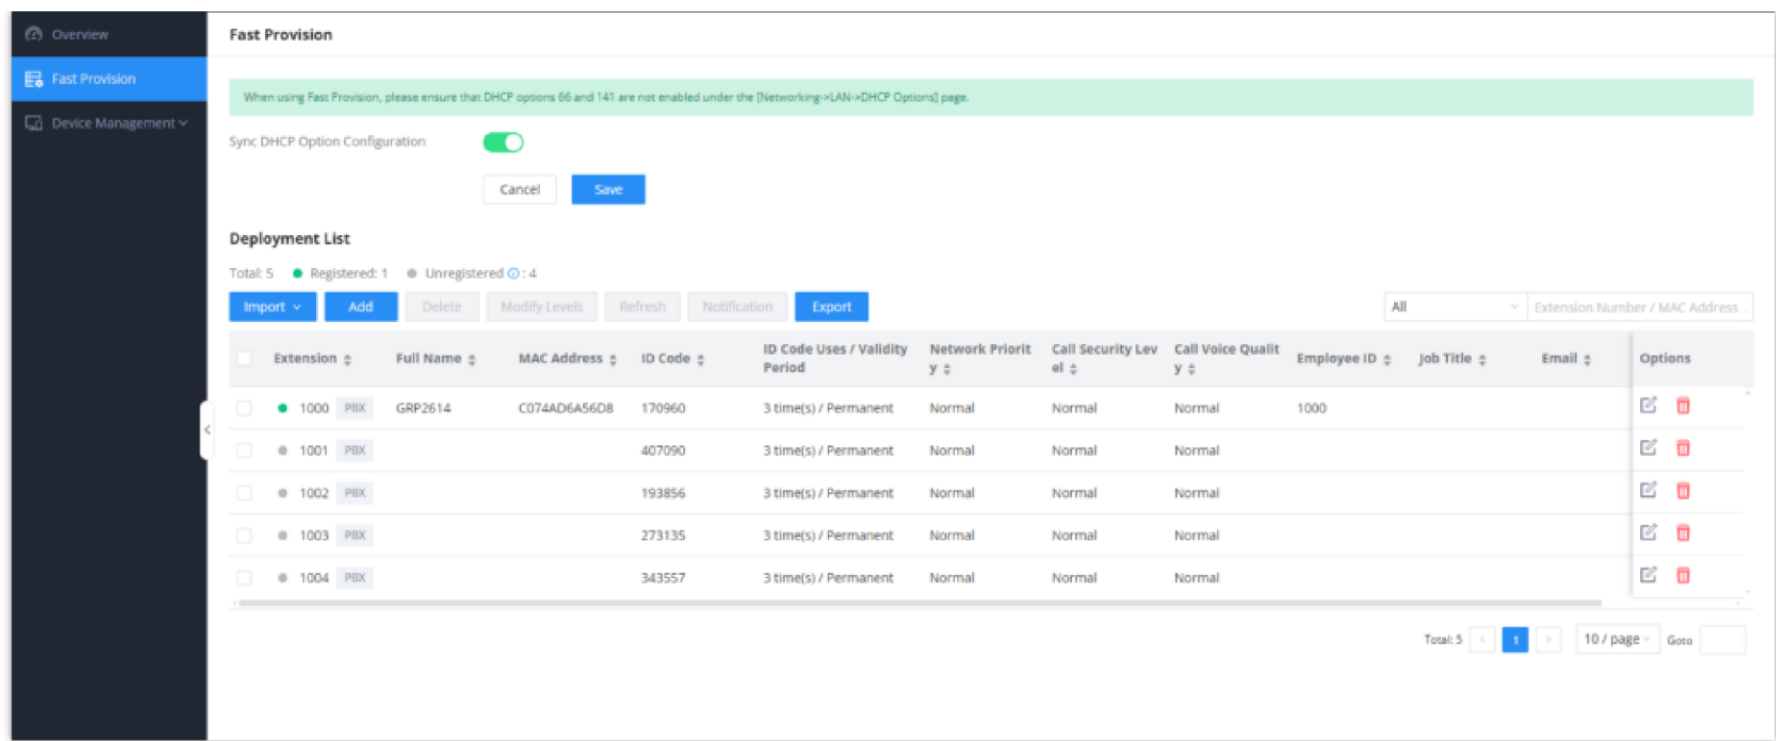 Overview
Fast Provision
Device Management
Fast Provision
When using Fast Provision, please ensure that DHCP options 66 and 141 are not enabled under the [Networking->LAN->DHCP Options] page.
Sync DHCP Option Configuration
Cancel Save
Deployment List
Total: 5 Registered: 1 Unregistered : 4
Import Add Delete Modify Levels Refresh Notification Export All Extension Number / MAC Address .
Extension Full Name MAC Address ID Code ID Code Uses / Validity Period Network Priority Call Security Level Call Voice Quality Employee ID Job Title Email Options
1000 PBX GRP2614 C074AD6A56D8 170960 3 time(s) / Permanent Normal Normal Normal 1000
1001 PBX 407090 3 time(s) / Permanent Normal Normal Normal
1002 PBX 193856 3 time(s) / Permanent Normal Normal Normal
1003 PBX 273135 3 time(s) / Permanent Normal Normal Normal
1004 PBX 343557 3 time(s) / Permanent Normal Normal Normal
Total: 5 < 1 > 10 / page Goto